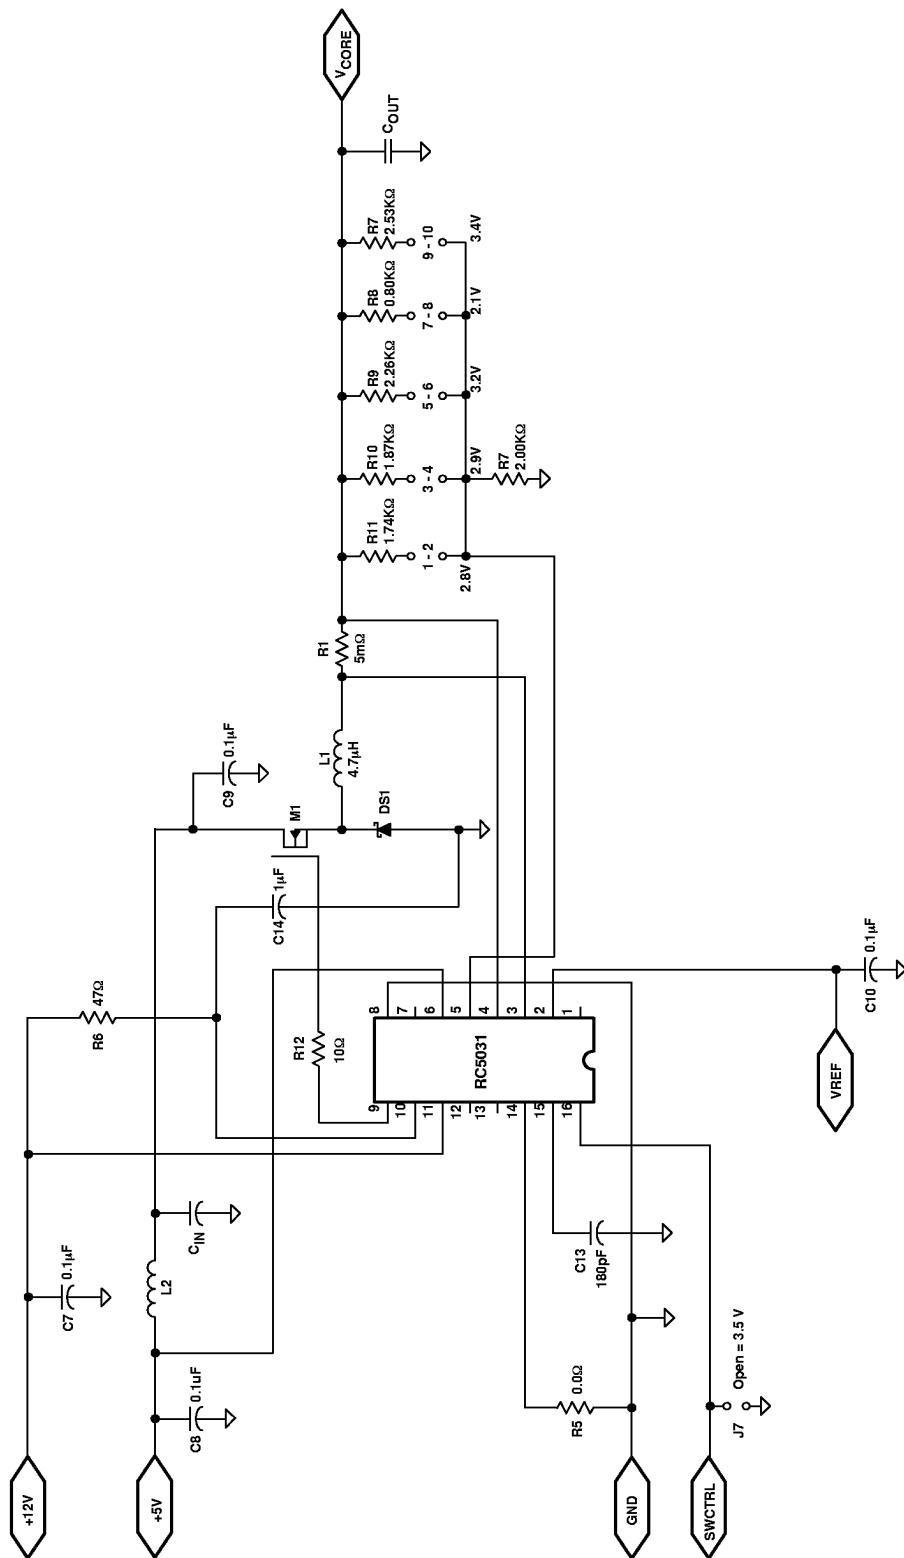 +12V
C7
0.1µF
R6
47Ω
+5V
C8
0.1uF
L2
CIN
C14
1µF
C9
0.1µF
M1
R12
10Ω
DS1
L1
4.7µH
R1
5mΩ
R11
1.74KΩ
R10
1.87KΩ
R9
2.26KΩ
R8
0.80KΩ
R7
2.53KΩ
VCORE
COUT
1 - 2
3 - 4
5 - 6
7 - 8
9 - 10
2.8V
2.9V
3.2V
2.1V
3.4V
R7
2.00KΩ
9
10
11
12
13
14
15
16
RC5031
8
7
6
5
4
3
2
1
C13
180pF
R5
0.0Ω
GND
SWCTRL
J7
Open = 3.5 V
VREF
C10
0.1µF